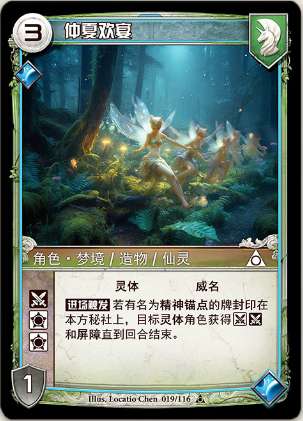 3 仲夏欢宴
角色·梦境/造物/仙灵
灵体 威名
进场触发 若有名为精神锚点的牌封印在
本方秘社上，目标灵体角色获得
和屏障直到回合结束。
1
Illus. Locatio Chen 019/116